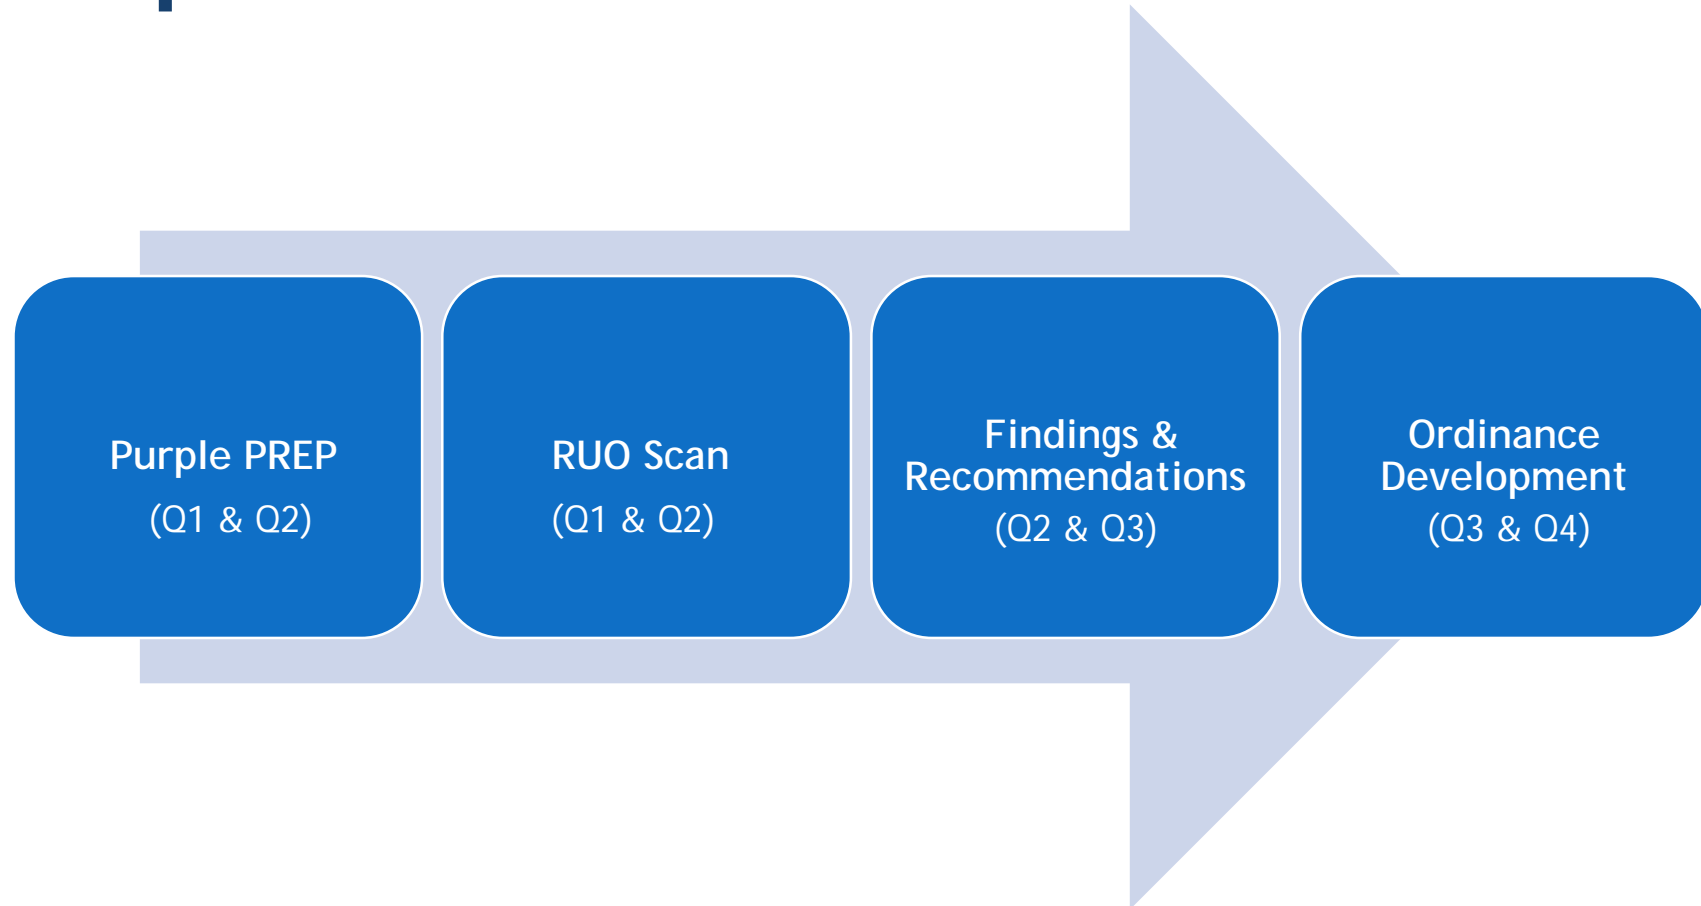 Purple PREP
(Q1 & Q2)
RUO Scan
(Q1 & Q2)
Findings &
Recommendations
(Q2 & Q3)
Ordinance
Development
(Q3 & Q4)